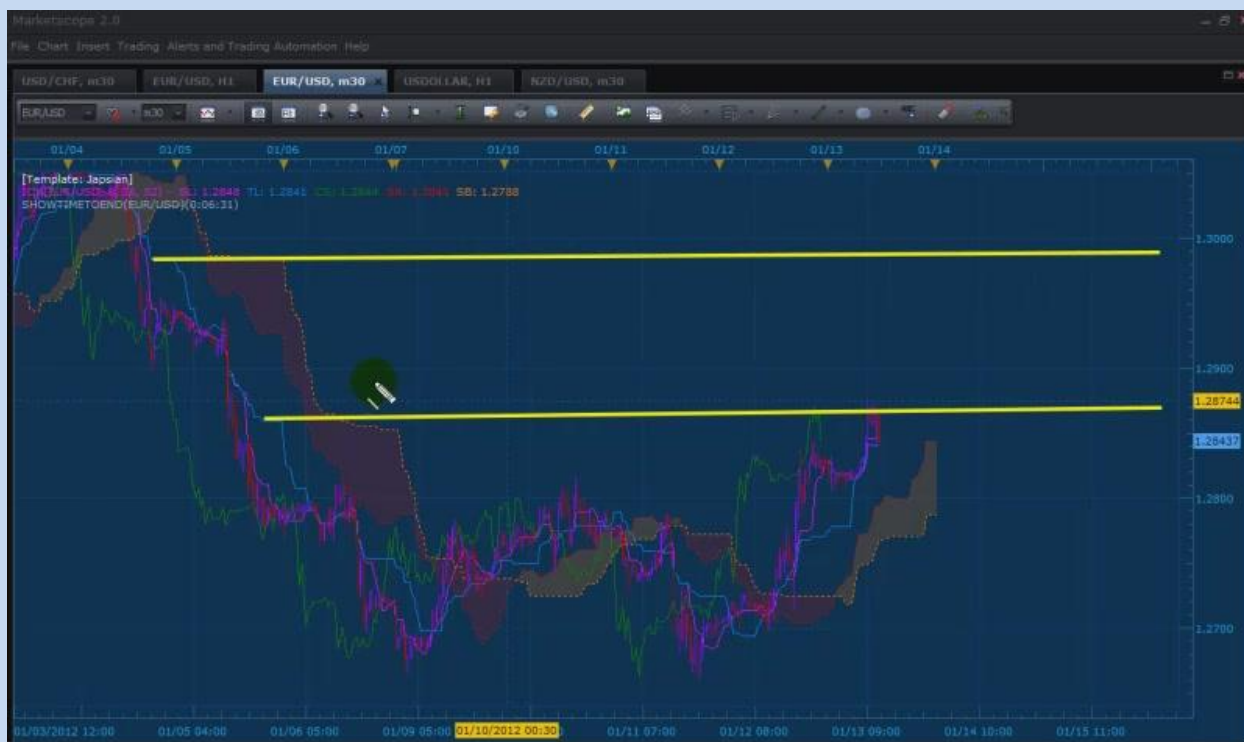 Marketscope 2.0
File Chart Insert Trading Alerts and Trading Automation Help
USD/CHF, m30 EUR/USD, H1 EUR/USD, m30 USDOLLAR, H1 NZD/USD, m30
EUR/USD m30
01/04 01/05 01/06 01/07 01/10 01/11 01/12 01/13 01/14
[Template: Japsian]
SL: 1.2848 TL: 1.2841 SB: 1.2788
SHOWTIMETOEND(EUR/USD)(0:06:31)
1.3000
1.2900
1.28744
1.28437
1.2800
1.2700
01/03/2012 12:00 01/05 04:00 01/06 05:00 01/09 05:00 01/10/2012 00:30 01/11 07:00 01/12 08:00 01/13 09:00 01/14 10:00 01/15 11:00